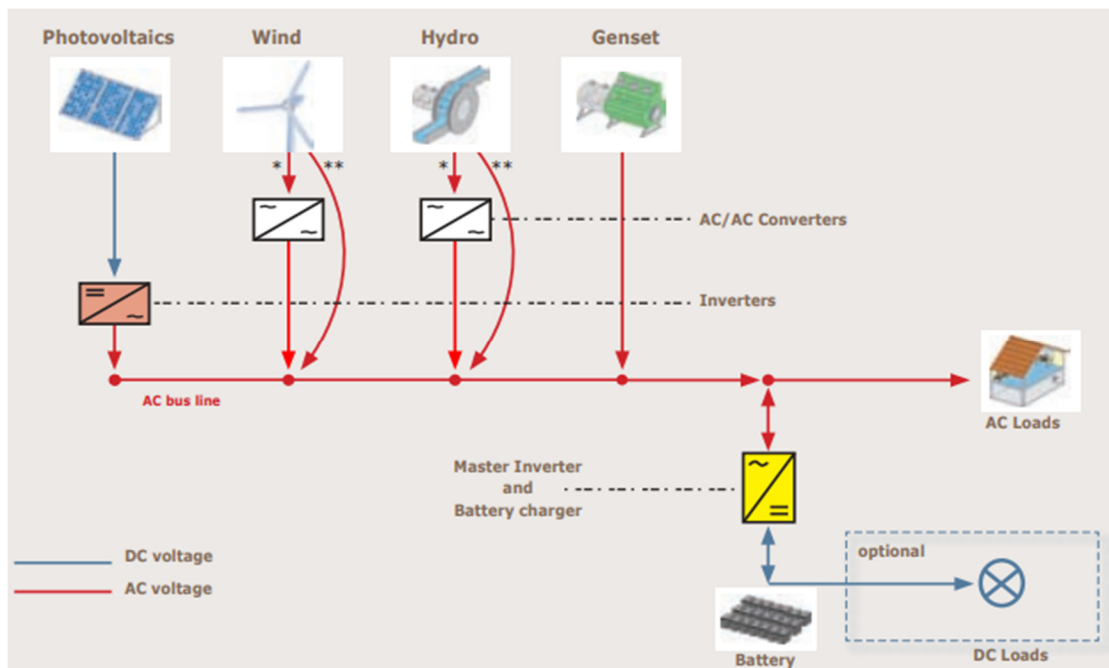 Photovoltaics
Wind
Hydro
Genset
*
**
*
**
AC/AC Converters
Inverters
AC bus line
AC Loads
Master Inverter
and
Battery charger
DC voltage
AC voltage
optional
Battery
DC Loads